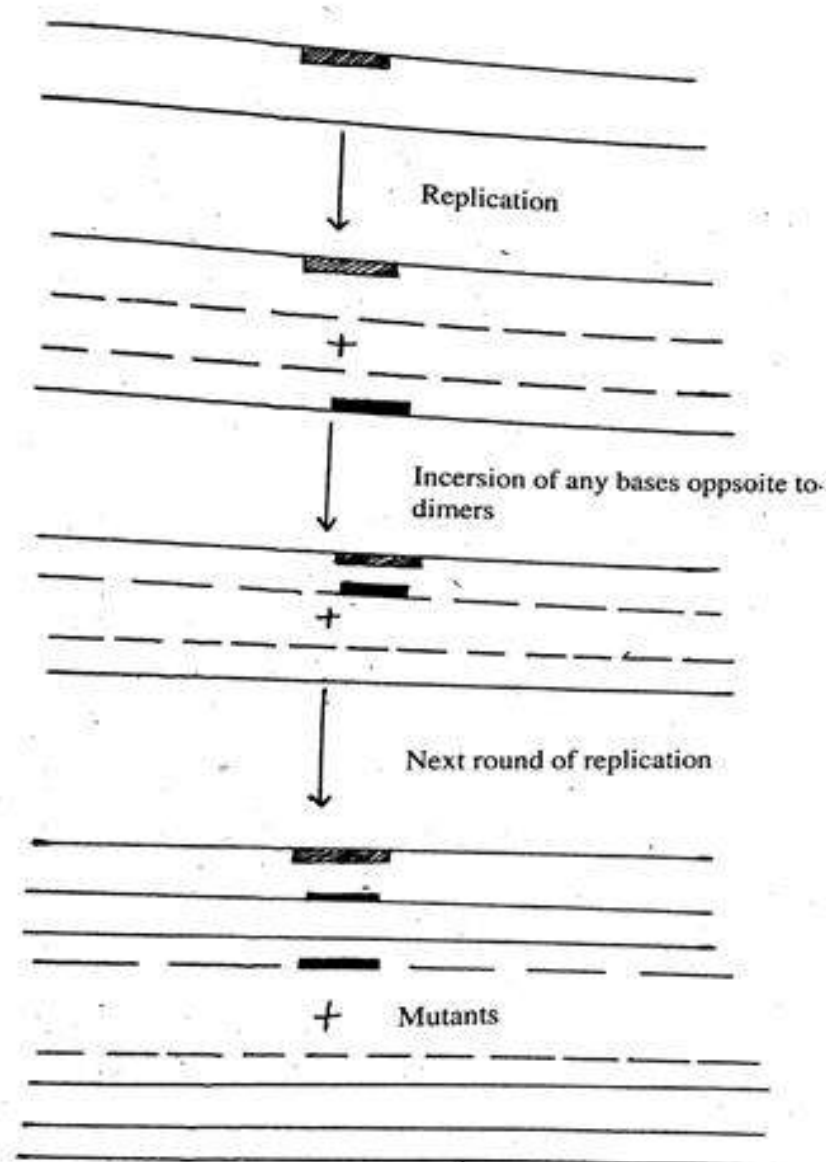 Replication
Incersion of any bases oppsoite to
dimers
Next round of replication
Mutants